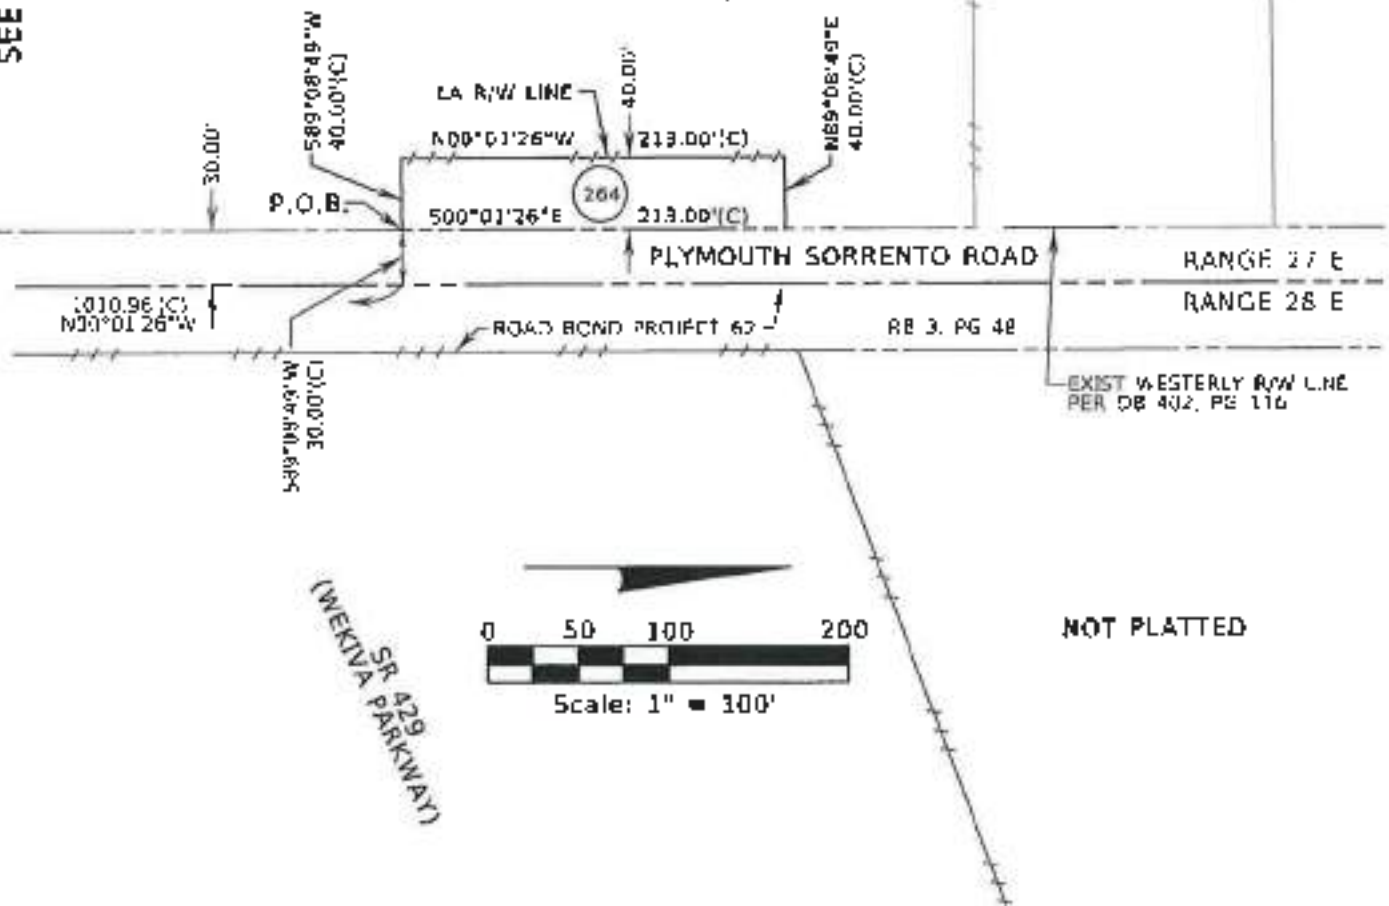 SEE
S89°08'49"W
40.00'(C)
LA R/W LINE
40.00'
N89°08'49"E
40.00'(C)
N00°01'26"W
213.00'(C)
30.00'
264
P.O.B.
S00°01'26"E
213.00'(C)
PLYMOUTH SORRENTO ROAD
RANGE 27 E
RANGE 28 E
1010.96'(C)
N00°01'26"W
ROAD BOND PROJECT 62
RB 3, PG 48
S89°08'49"W
30.00'(C)
EXIST WESTERLY R/W LINE
PER DB 402, PG 116
SR 429
(WEKIVA PARKWAY)
0 50 100 200
Scale: 1" = 100'
NOT PLATTED